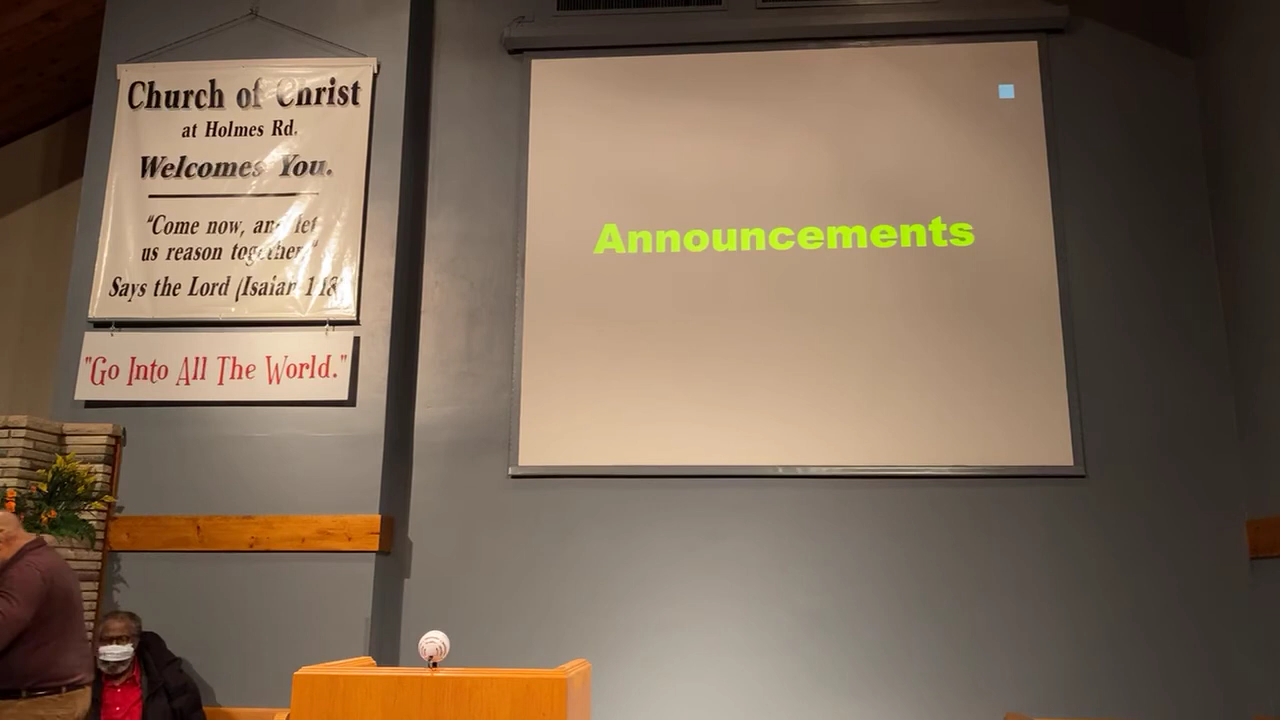 Church of Christ
at Holmes Rd.
Welcomes You.
"Come now, and let
us reason together,"
Says the Lord (Isaiah 1:18)
"Go Into All The World."
Announcements